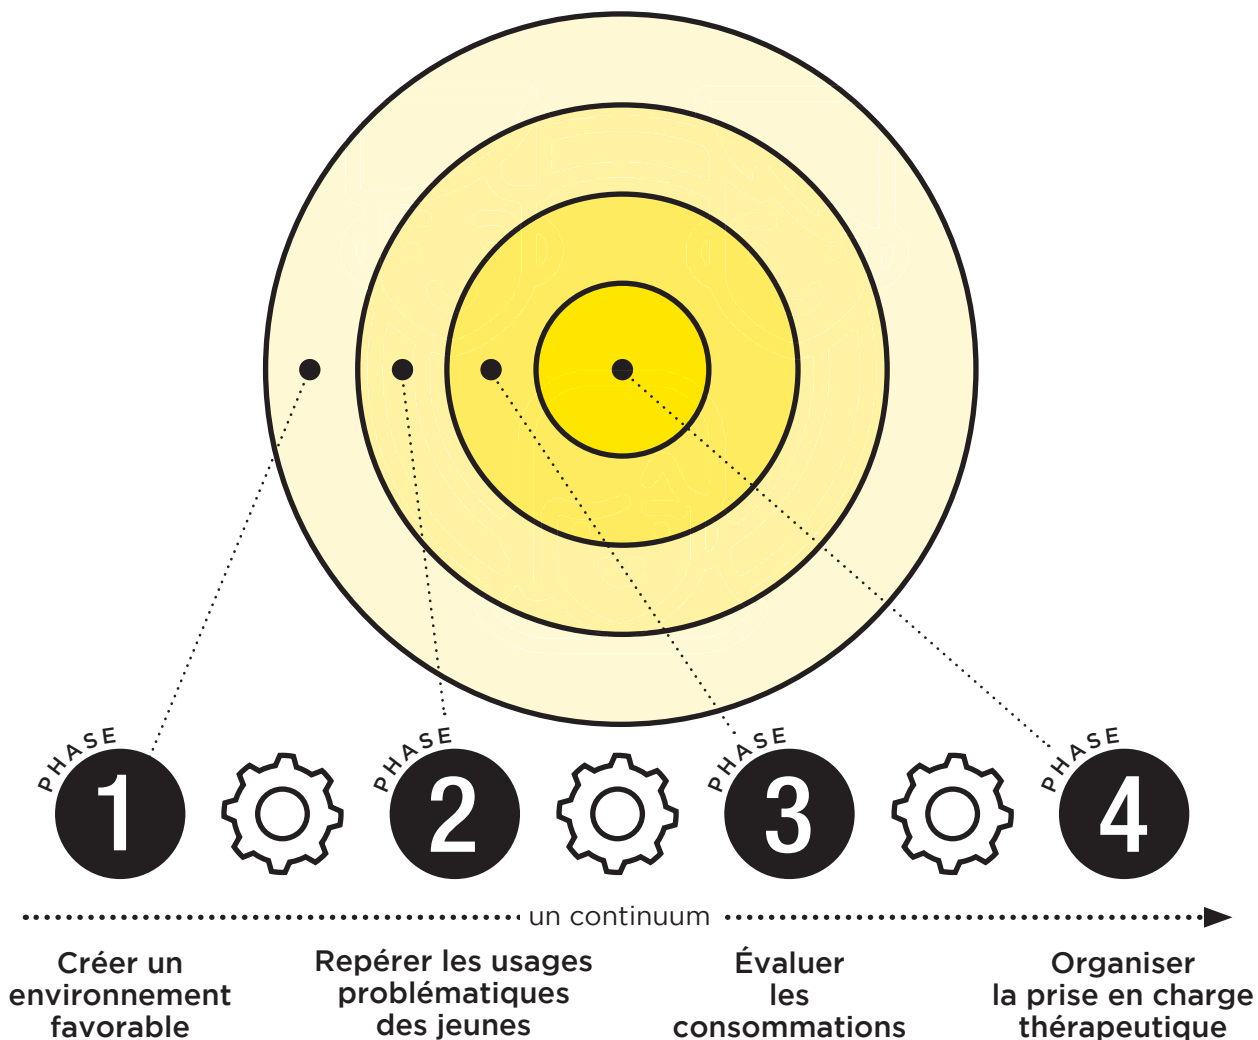 PHASE
1
PHASE
2
PHASE
3
PHASE
4
un continuum
Créer un
environnement
favorable
Repérer les usages
problématiques
des jeunes
Évaluer
les
consommations
Organiser
la prise en charge
thérapeutique